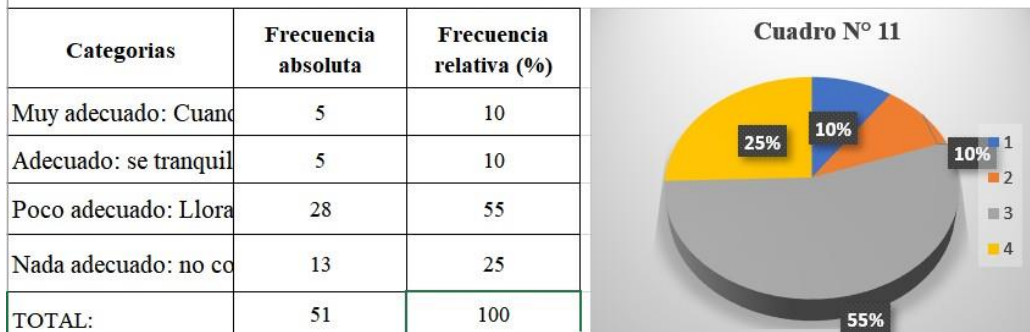 Categorias Frecuencia absoluta Frecuencia relativa (%)
Muy adecuado: Cuand 5 10
Adecuado: se tranquil 5 10
Poco adecuado: Llora 28 55
Nada adecuado: no co 13 25
TOTAL: 51 100
Cuadro N° 11
10%
25%
10%
55%
1
2
3
4